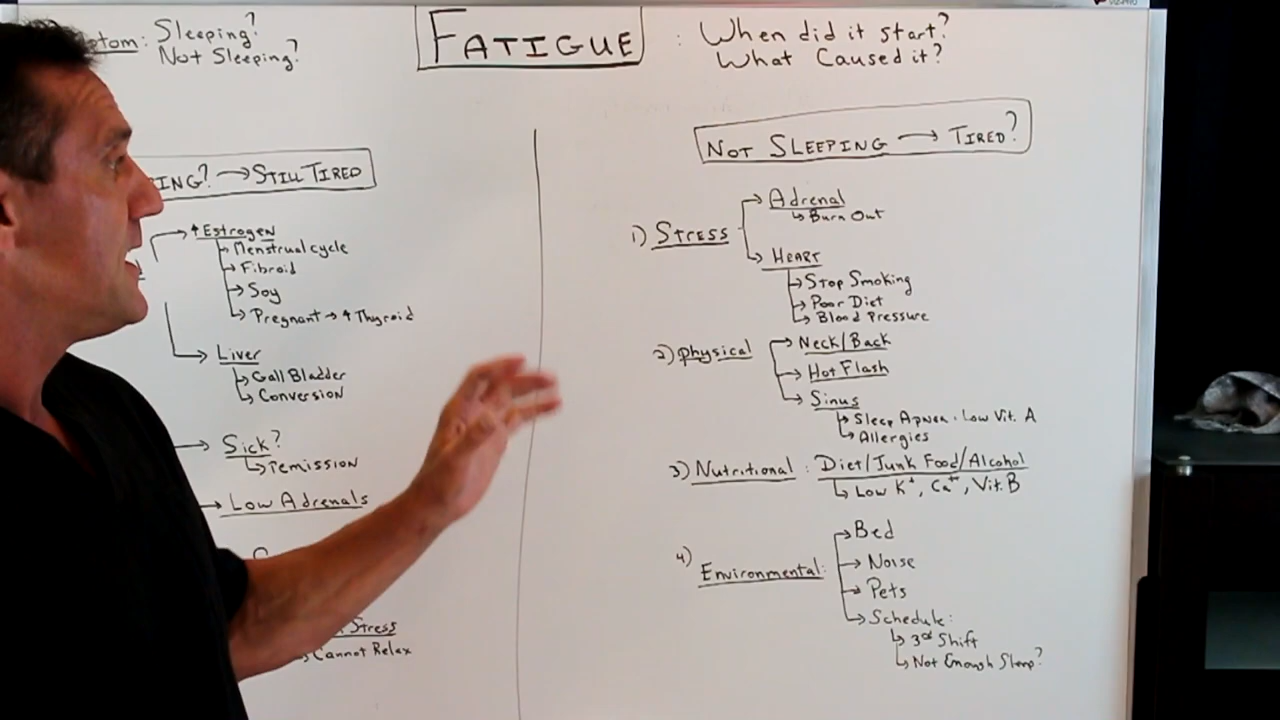 Sleeping?
Not Sleeping?
FATIGUE : When did it start?
What Caused it?
→ STILL TIRED
↑ Estrogen
Menstrual cycle
Fibroid
Soy
Pregnant → ↑ Thyroid
Liver
Gall Bladder
Conversion
Sick?
remission
Low Adrenals
Stress
Cannot Relax
NOT SLEEPING → TIRED?
1) STRESS
Adrenal
Burn Out
HEART
Stop Smoking
Poor Diet
Blood Pressure
2) physical
Neck/Back
Hot Flash
Sinus
Sleep Apnea · Low Vit. A
Allergies
3) Nutritional : Diet/Junk Food/Alcohol
Low K+, Ca++, Vit. B
4) Environmental:
Bed
Noise
Pets
Schedule:
3rd Shift
Not Enough Sleep?